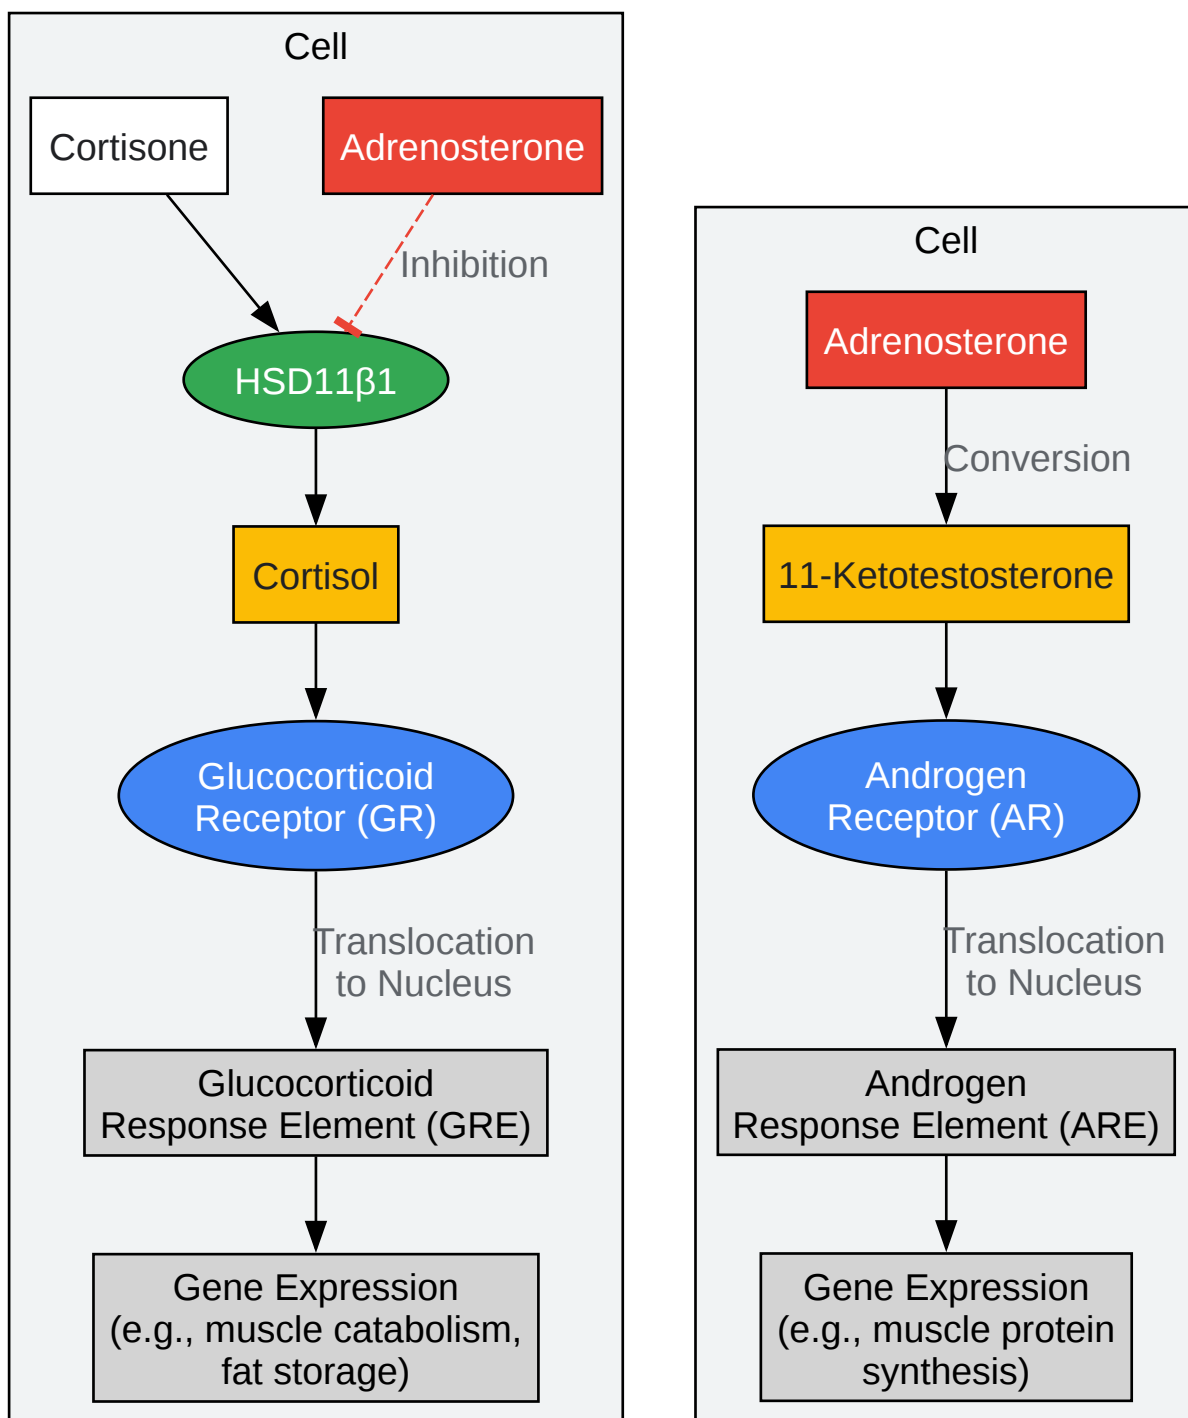 Cell
Cortisone
Adrenosterone
Inhibition
HSD11β1
Cortisol
Glucocorticoid
Receptor (GR)
Translocation
to Nucleus
Glucocorticoid
Response Element (GRE)
Gene Expression
(e.g., muscle catabolism,
fat storage)
Cell
Adrenosterone
Conversion
11-Ketotestosterone
Androgen
Receptor (AR)
Translocation
to Nucleus
Androgen
Response Element (ARE)
Gene Expression
(e.g., muscle protein
synthesis)